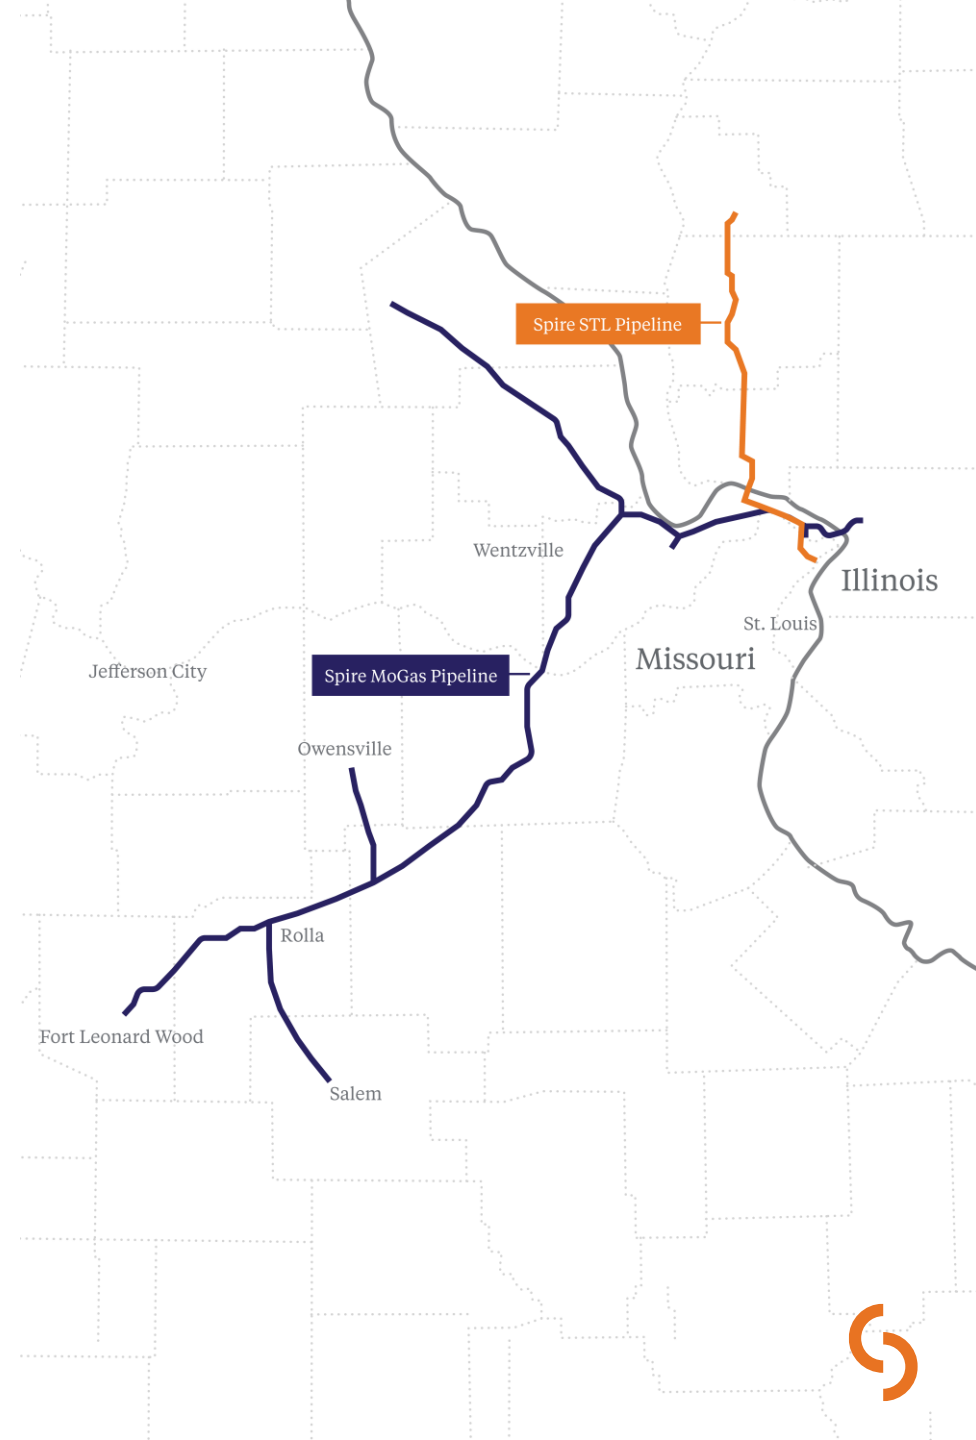 Spire STL Pipeline
Wentzville
Illinois
St. Louis
Missouri
Jefferson City
Spire MoGas Pipeline
Owensville
Rolla
Fort Leonard Wood
Salem